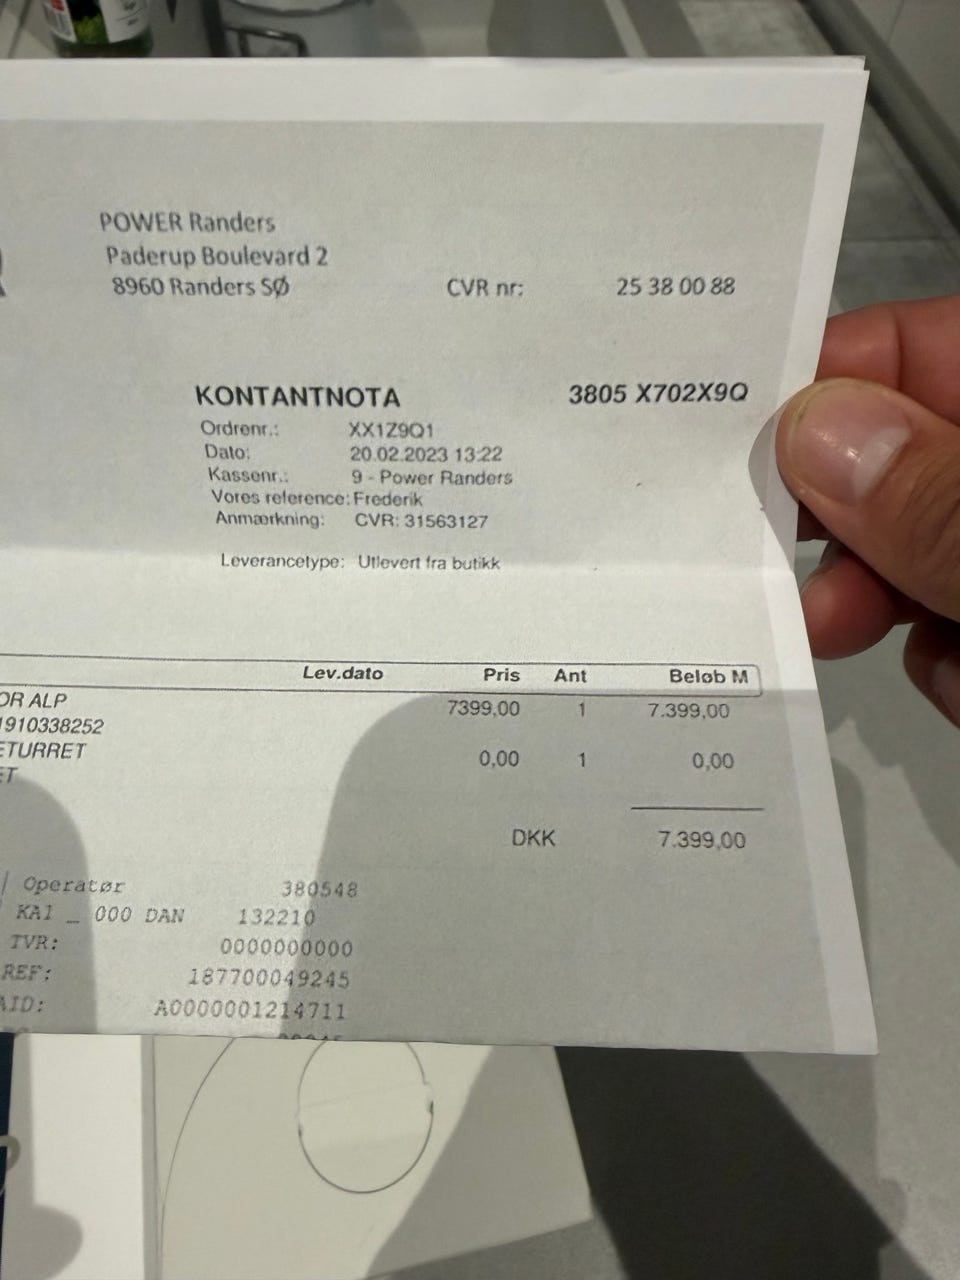 POWER Randers
Paderup Boulevard 2
8960 Randers SØ
CVR nr: 25 38 00 88
KONTANTNOTA 3805 X702X9Q
Ordrenr.: XX1Z9Q1
Dato: 20.02.2023 13:22
Kassenr.: 9 - Power Randers
Vores reference: Frederik
Anmærkning: CVR: 31563127
Leverancetype: Utlevert fra butikk
Lev.dato Pris Ant Beløb M
OR ALP 7399,00 1 7.399,00
1910338252
ETURRET 0,00 1 0,00
ET
DKK 7.399,00
Operatør 380548
KA1 _ 000 DAN 132210
TVR: 0000000000
REF: 187700049245
AID: A0000001214711